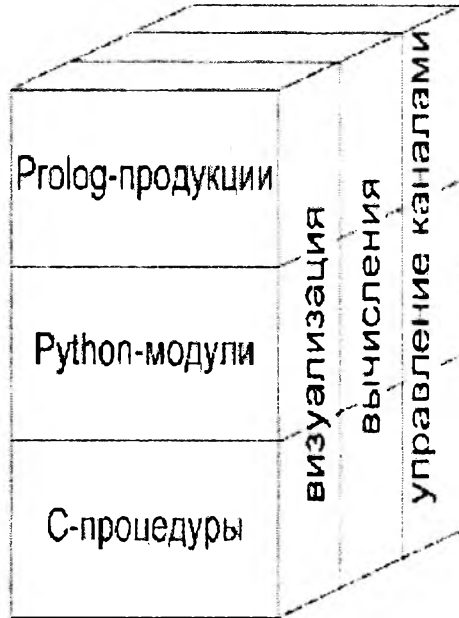 Prolog-продукции
Python-модули
С-процедуры
визуализация
вычисления
управление каналами